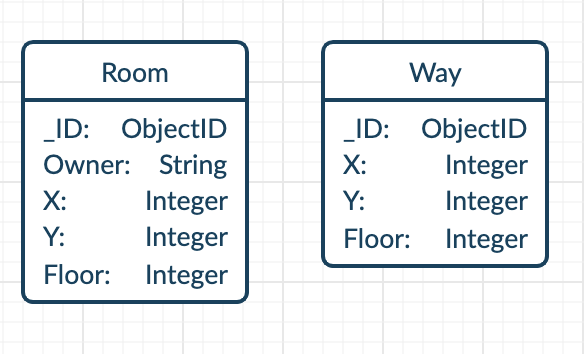 Room
_ID: ObjectID
Owner: String
X: Integer
Y: Integer
Floor: Integer
Way
_ID: ObjectID
X: Integer
Y: Integer
Floor: Integer